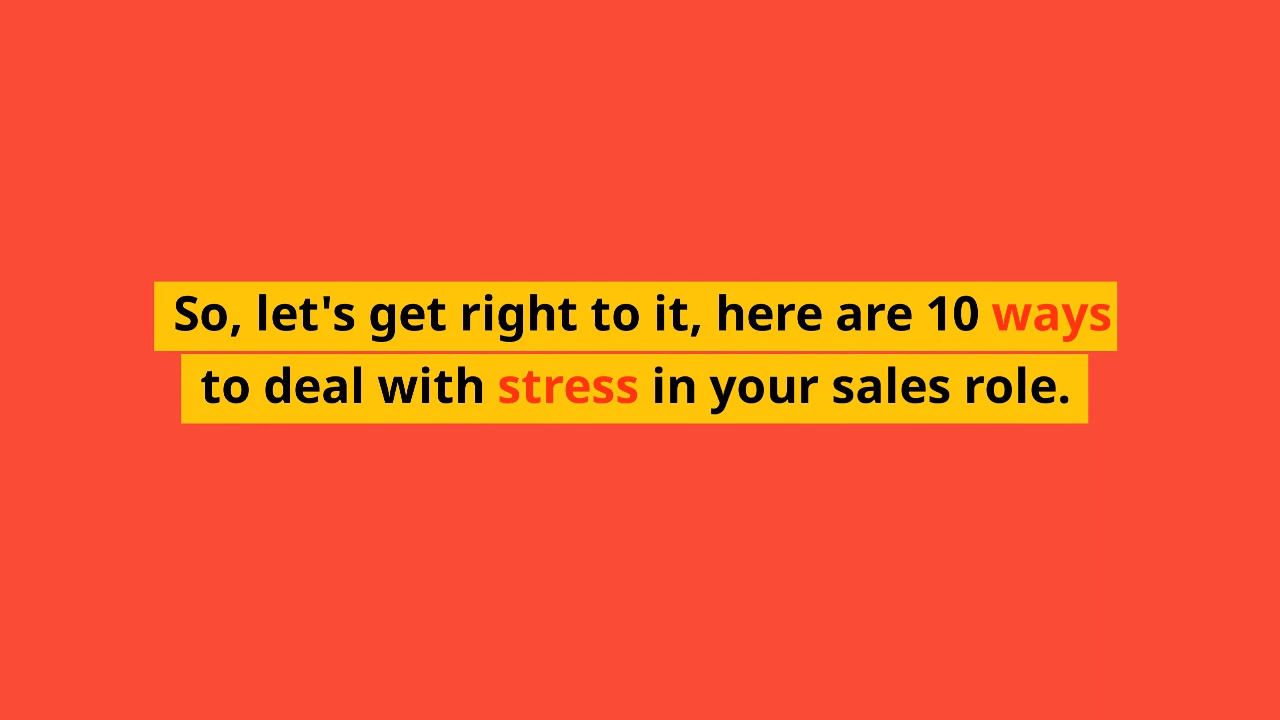 So, let's get right to it, here are 10 ways
to deal with stress in your sales role.